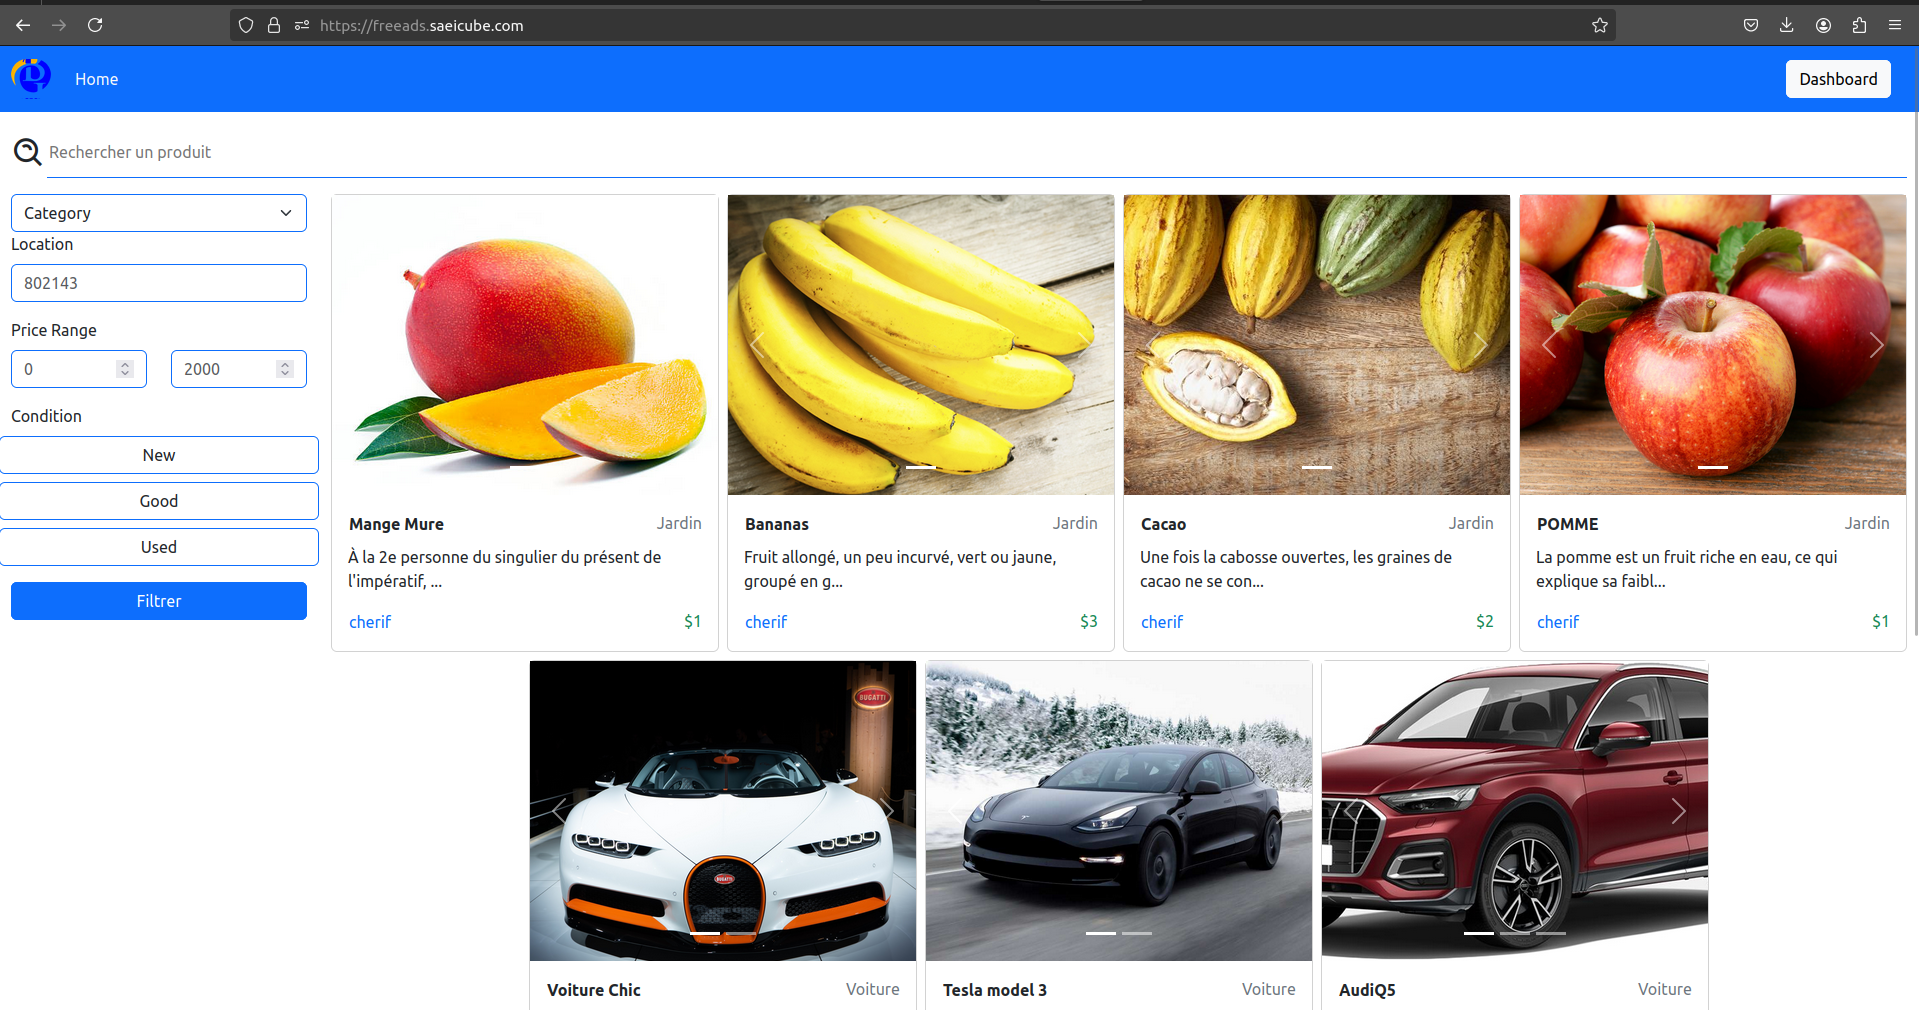 https://freeads.saeicube.com
Home
Dashboard
Rechercher un produit
Category
Location
802143
Price Range
0 2000
Condition
New
Good
Used
Filtrer
Mange Mure Jardin
À la 2e personne du singulier du présent de
l'impératif, ...
cherif $1
Bananas Jardin
Fruit allongé, un peu incurvé, vert ou jaune,
groupé en g...
cherif $3
Cacao Jardin
Une fois la cabosse ouvertes, les graines de
cacao ne se con...
cherif $2
POMME Jardin
La pomme est un fruit riche en eau, ce qui
explique sa faibl...
cherif $1
BUGATTI
BUGATTI
Voiture Chic Voiture
Tesla model 3 Voiture
AudiQ5 Voiture